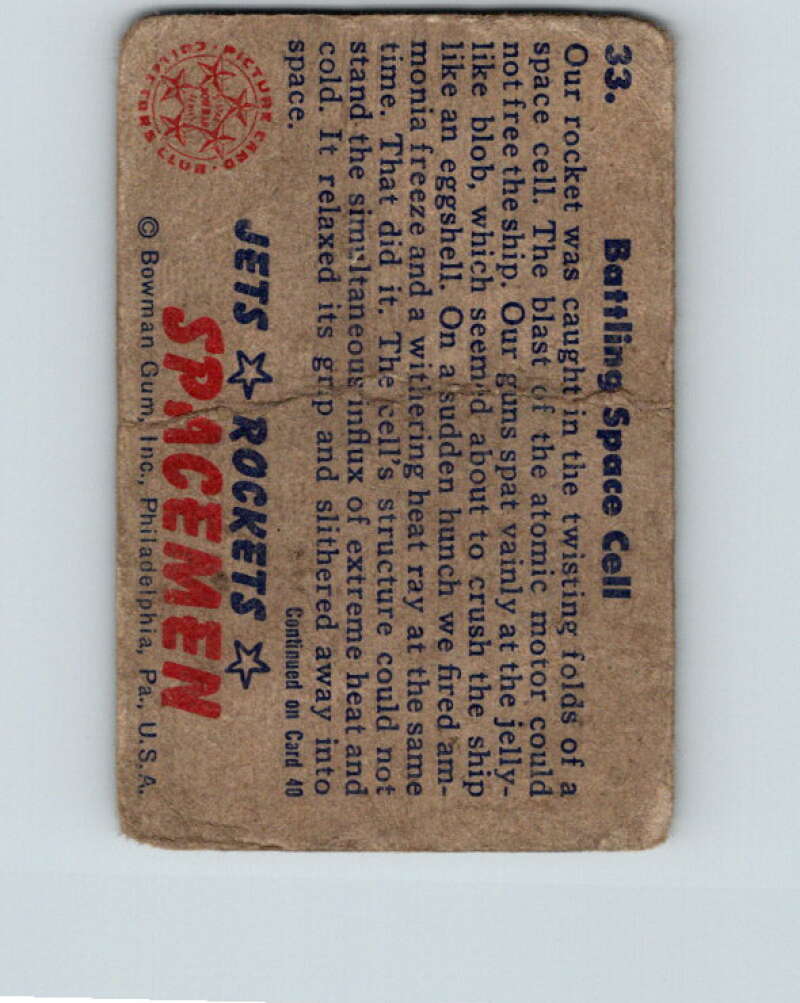 33. Battling Space Cell
Our rocket was caught in the twisting folds of a
space cell. The blast of the atomic motor could
not free the ship. Our guns spat vainly at the jelly-
like blob, which seemed about to crush the ship
like an eggshell. On a sudden hunch we fired am-
monia freeze and a withering heat ray at the same
time. That did it. The cell's structure could not
stand the simultaneous influx of extreme heat and
cold. It relaxed its grip and slithered away into
space.
Continued on Card 40
JETS ☆ ROCKETS ☆
SPACEMEN
© Bowman Gum, Inc., Philadelphia, Pa., U.S.A.
PICTURE CARD COLLECTORS